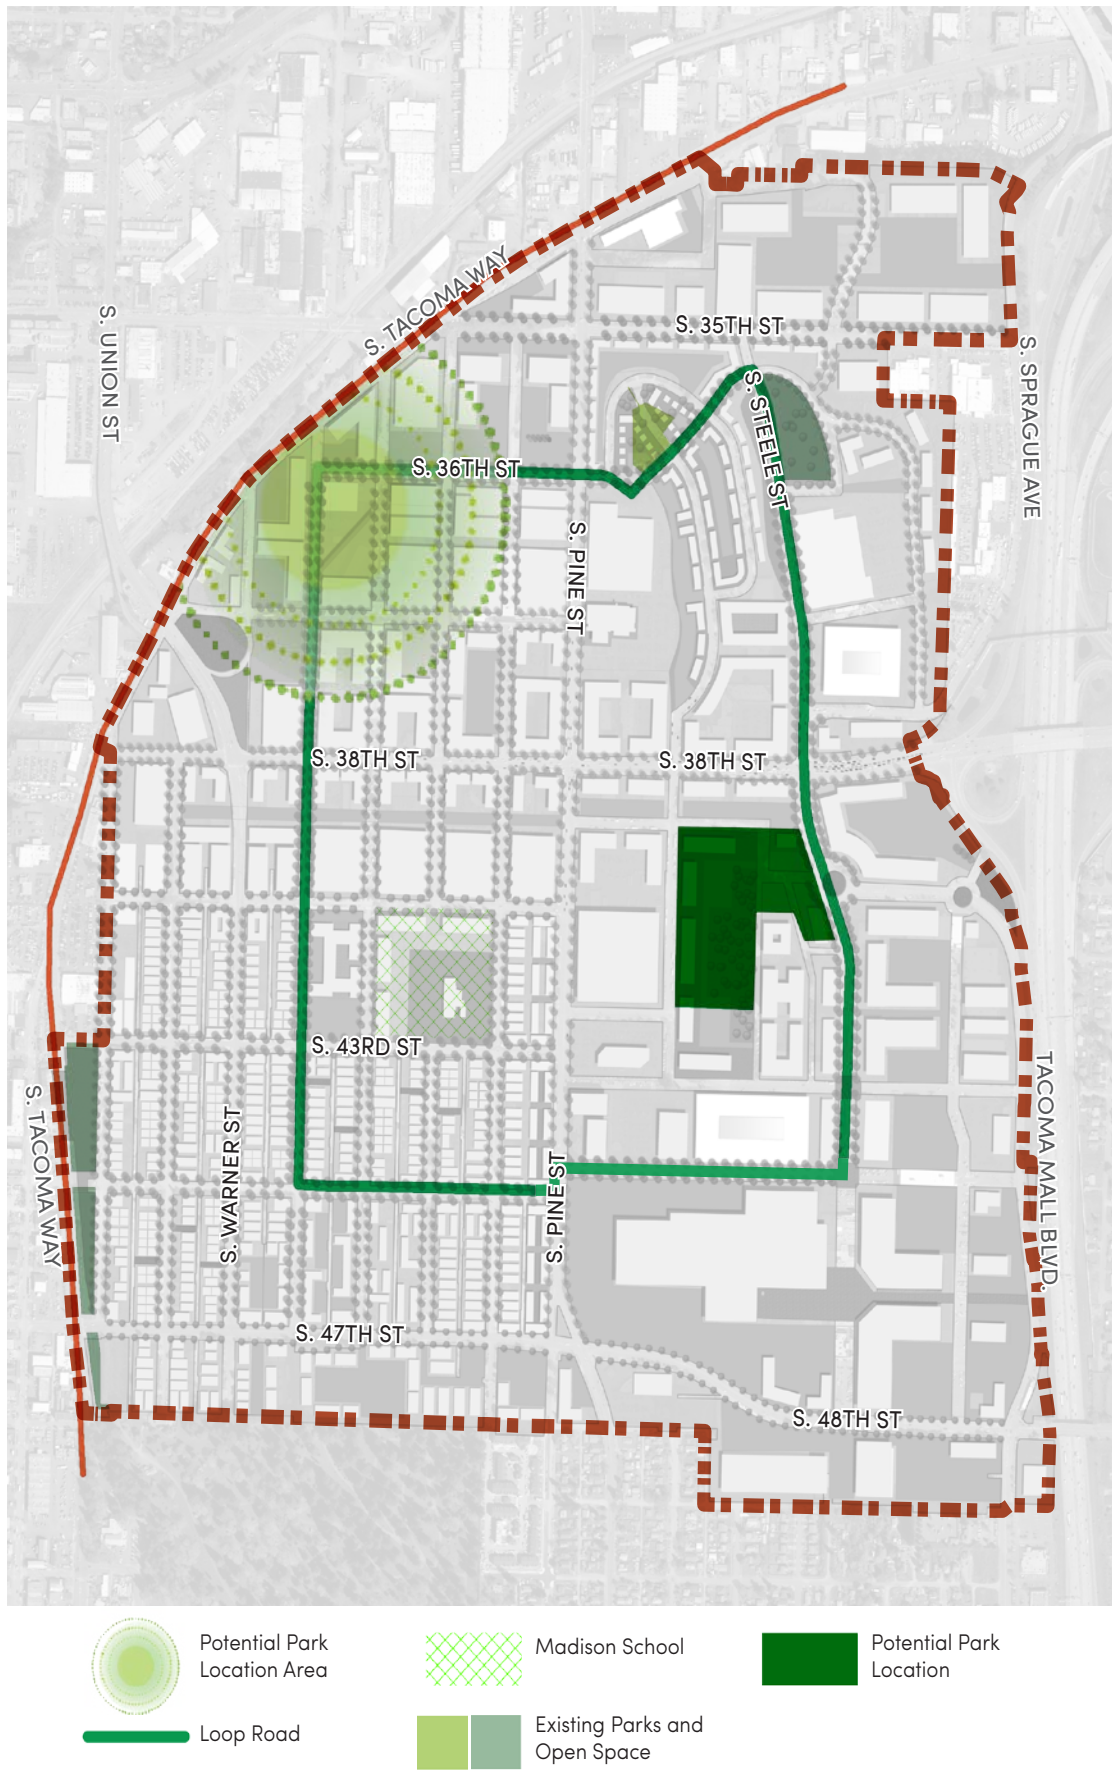 S. TACOMA WAY
S. UNION ST
S. 35TH ST
S. SPRAGUE AVE
S. STEELE ST
S. 36TH ST
S. PINE ST
S. 38TH ST
S. 38TH ST
S. 43RD ST
S. TACOMA WAY
S. WARNER ST
S. PINE ST
TACOMA MALL BLVD.
S. 47TH ST
S. 48TH ST
Potential Park
Location Area
Madison School
Potential Park
Location
Loop Road
Existing Parks and
Open Space